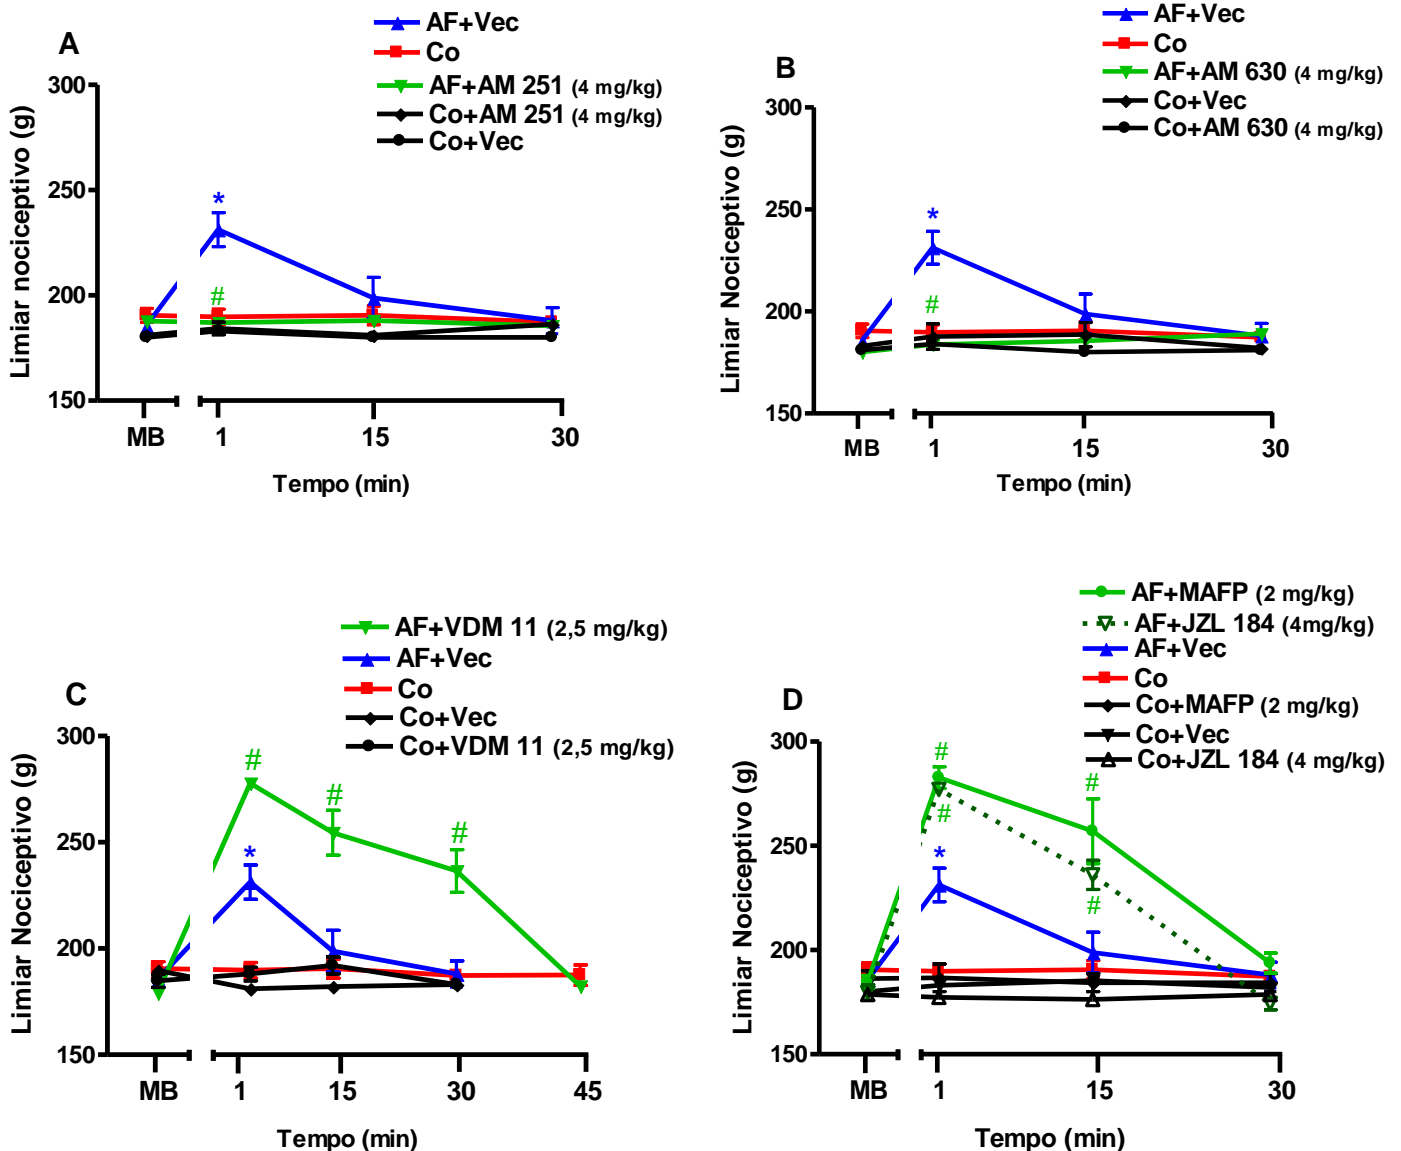 A
AF+Vec
Co
AF+AM 251 (4 mg/kg)
Co+AM 251 (4 mg/kg)
Co+Vec
Limiar nociceptivo (g)
300
250
200
150
*
#
MB
1
15
30
Tempo (min)
B
AF+Vec
Co
AF+AM 630 (4 mg/kg)
Co+Vec
Co+AM 630 (4 mg/kg)
Limiar Nociceptivo (g)
300
250
200
150
*
#
MB
1
15
30
Tempo (min)
C
AF+VDM 11 (2,5 mg/kg)
AF+Vec
Co
Co+Vec
Co+VDM 11 (2,5 mg/kg)
Limiar Nociceptivo (g)
300
250
200
150
#
#
#
*
MB
1
15
30
45
Tempo (min)
D
AF+MAFP (2 mg/kg)
AF+JZL 184 (4mg/kg)
AF+Vec
Co
Co+MAFP (2 mg/kg)
Co+Vec
Co+JZL 184 (4 mg/kg)
Limiar Nociceptivo (g)
300
250
200
150
#
#
#
#
*
MB
1
15
30
Tempo (min)